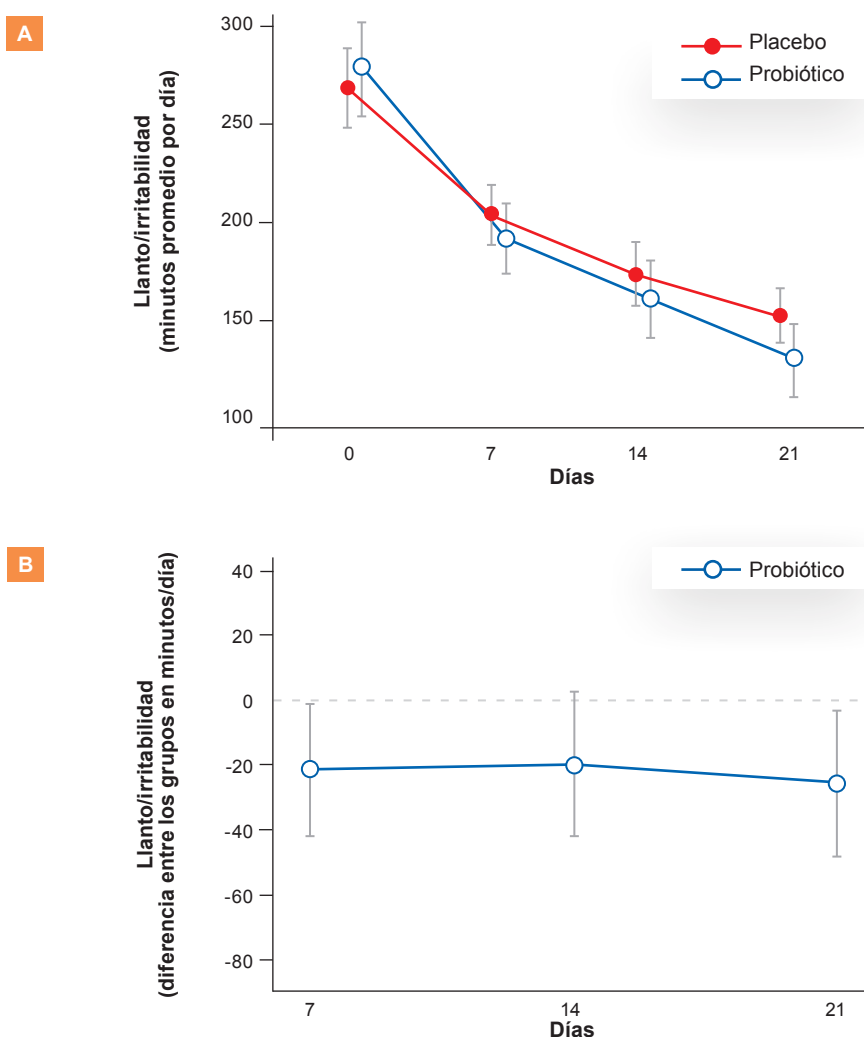 A
Llanto/irritabilidad
(minutos promedio por día)
300
250
200
150
100
Placebo
Probiótico
0 7 14 21
Días
B
Llanto/irritabilidad
(diferencia entre los grupos en minutos/día)
40
20
0
-20
-40
-60
-80
Probiótico
7 14 21
Días